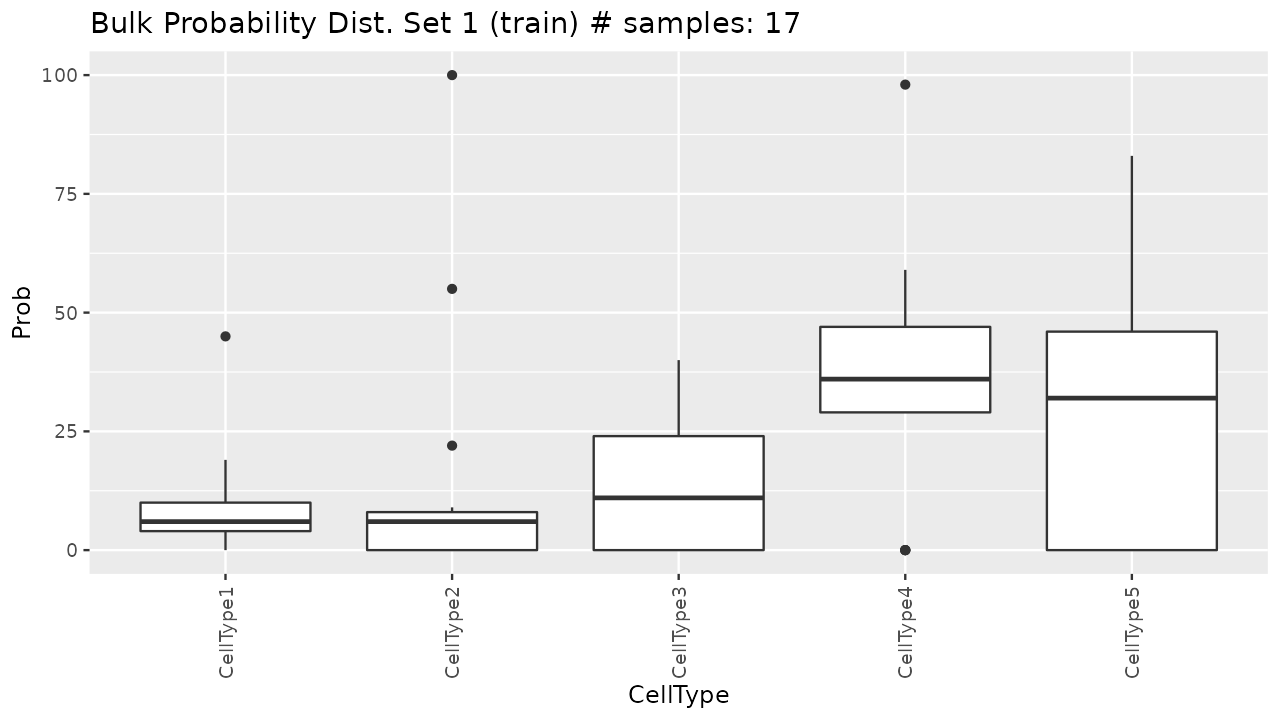 Bulk Probability Dist. Set 1 (train) # samples: 17
Prob
100
75
50
25
0
CellType1
CellType2
CellType3
CellType4
CellType5
CellType